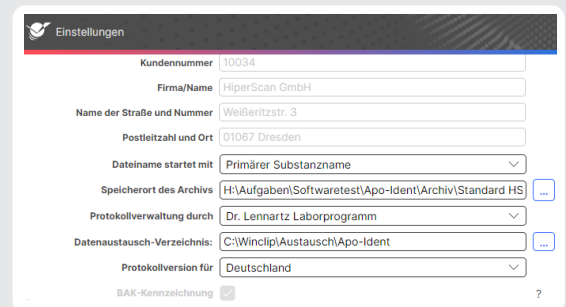 Einstellungen
Kundennummer 10034
Firma/Name HiperScan GmbH
Name der Straße und Nummer Weißeritzstr. 3
Postleitzahl und Ort 01067 Dresden
Dateiname startet mit Primärer Substanzname
Speicherort des Archivs H:\Aufgaben\Softwaretest\Apo-Ident\Archiv\Standard HS ...
Protokollverwaltung durch Dr. Lennartz Laborprogramm
Datenaustausch-Verzeichnis: C:\Winclip\Austausch\Apo-Ident ...
Protokollversion für Deutschland
BAK-Kennzeichnung ?